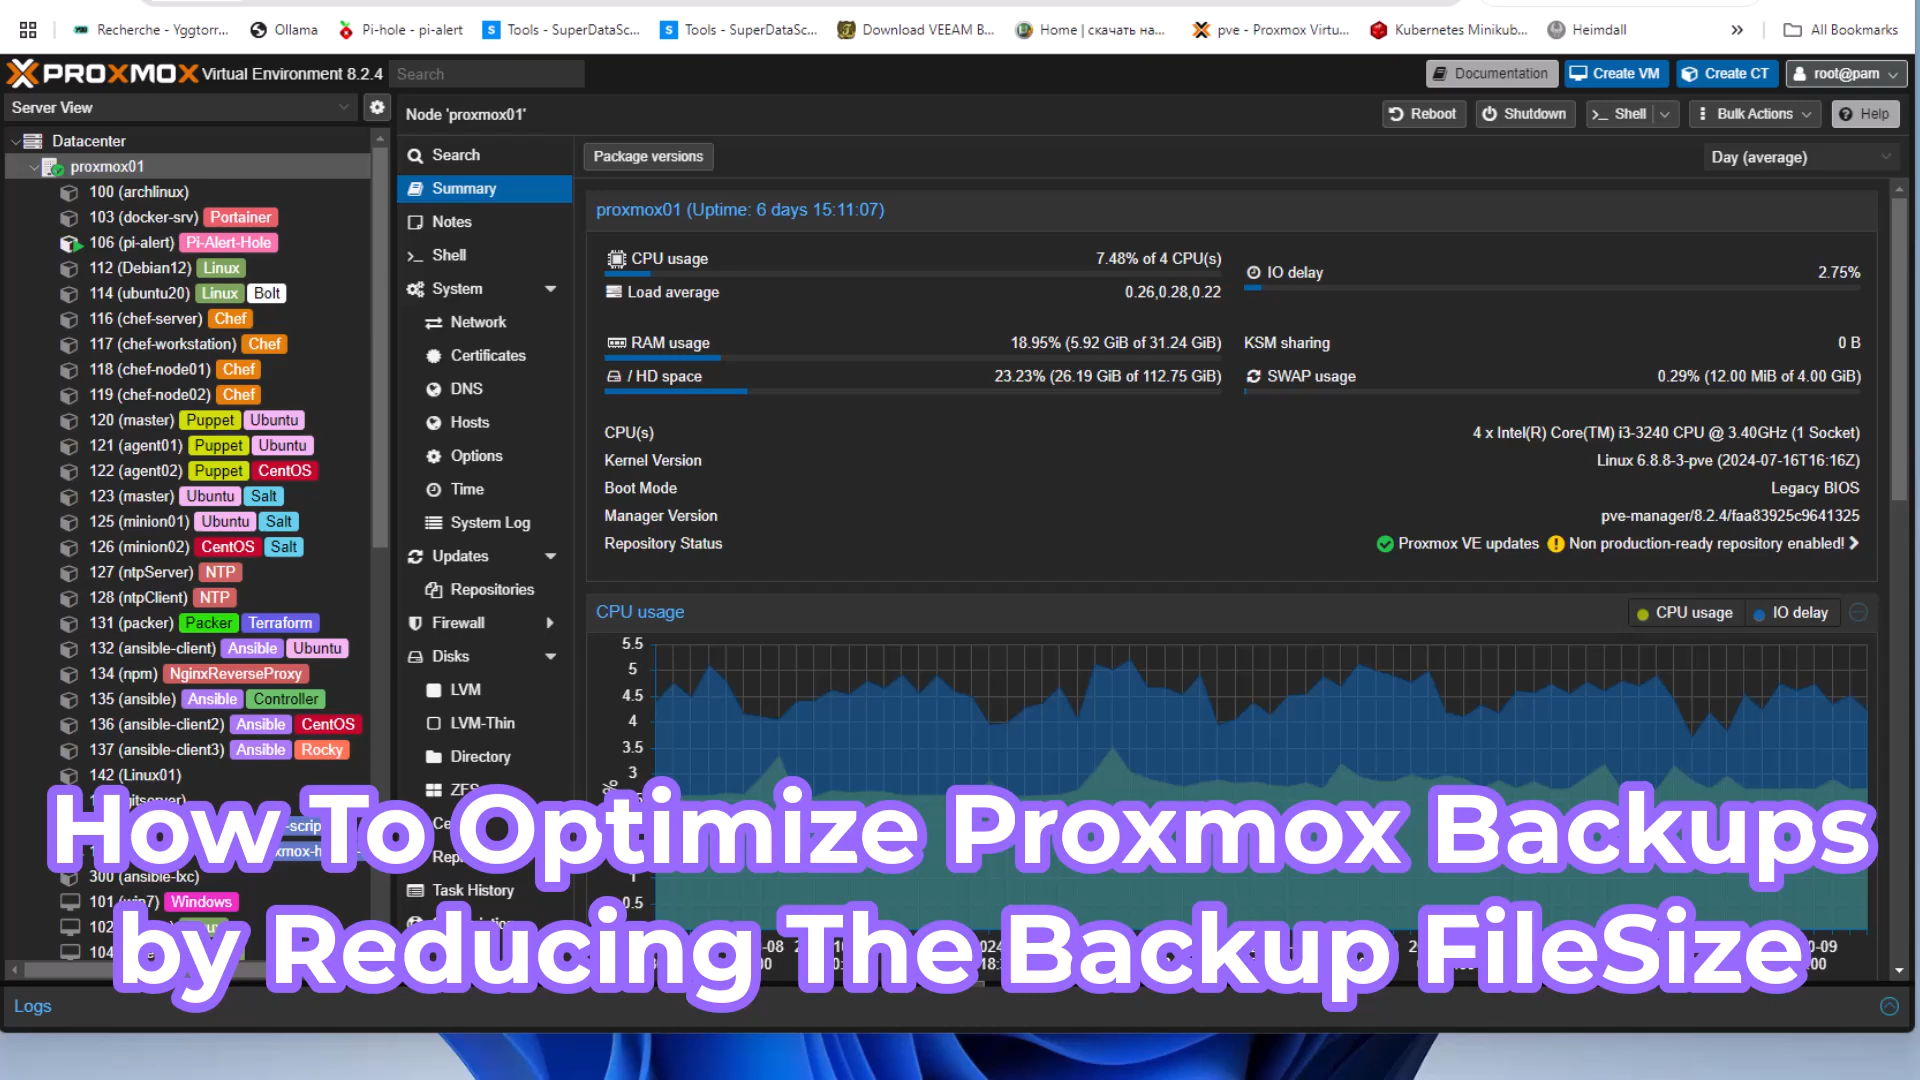 Recherche - Yggtorr...
Ollama
Pi-hole - pi-alert
Tools - SuperDataSc...
Tools - SuperDataSc...
Download VEEAM B...
Home | скачать на...
pve - Proxmox Virtu...
Kubernetes Minikub...
Heimdall
All Bookmarks
PROXMOX Virtual Environment 8.2.4
Search
Documentation
Create VM
Create CT
root@pam
Server View
Node 'proxmox01'
Reboot
Shutdown
Shell
Bulk Actions
Help
Datacenter
proxmox01
100 (archlinux)
103 (docker-srv) Portainer
106 (pi-alert) Pi-Alert-Hole
112 (Debian12) Linux
114 (ubuntu20) Linux Bolt
116 (chef-server) Chef
117 (chef-workstation) Chef
118 (chef-node01) Chef
119 (chef-node02) Chef
120 (master) Puppet Ubuntu
121 (agent01) Puppet Ubuntu
122 (agent02) Puppet CentOS
123 (master) Ubuntu Salt
125 (minion01) Ubuntu Salt
126 (minion02) CentOS Salt
127 (ntpServer) NTP
128 (ntpClient) NTP
131 (packer) Packer Terraform
132 (ansible-client) Ansible Ubuntu
134 (npm) NginxReverseProxy
135 (ansible) Ansible Controller
136 (ansible-client2) Ansible CentOS
137 (ansible-client3) Ansible Rocky
142 (Linux01)
300 (ansible-lxc)
101 (win7) Windows
102
104
Search
Summary
Notes
Shell
System
Network
Certificates
DNS
Hosts
Options
Time
System Log
Updates
Repositories
Firewall
Disks
LVM
LVM-Thin
Directory
ZFS
Task History
Package versions
Day (average)
proxmox01 (Uptime: 6 days 15:11:07)
CPU usage 7.48% of 4 CPU(s)
Load average 0.26,0.28,0.22
IO delay 2.75%
RAM usage 18.95% (5.92 GiB of 31.24 GiB)
KSM sharing 0 B
/ HD space 23.23% (26.19 GiB of 112.75 GiB)
SWAP usage 0.29% (12.00 MiB of 4.00 GiB)
CPU(s) 4 x Intel(R) Core(TM) i3-3240 CPU @ 3.40GHz (1 Socket)
Kernel Version Linux 6.8.8-3-pve (2024-07-16T16:16Z)
Boot Mode Legacy BIOS
Manager Version pve-manager/8.2.4/faa83925c9641325
Repository Status Proxmox VE updates Non production-ready repository enabled!
CPU usage
CPU usage IO delay
5.5
5
4.5
4
3.5
3
%
1
0.5
How To Optimize Proxmox Backups
by Reducing The Backup FileSize
Logs